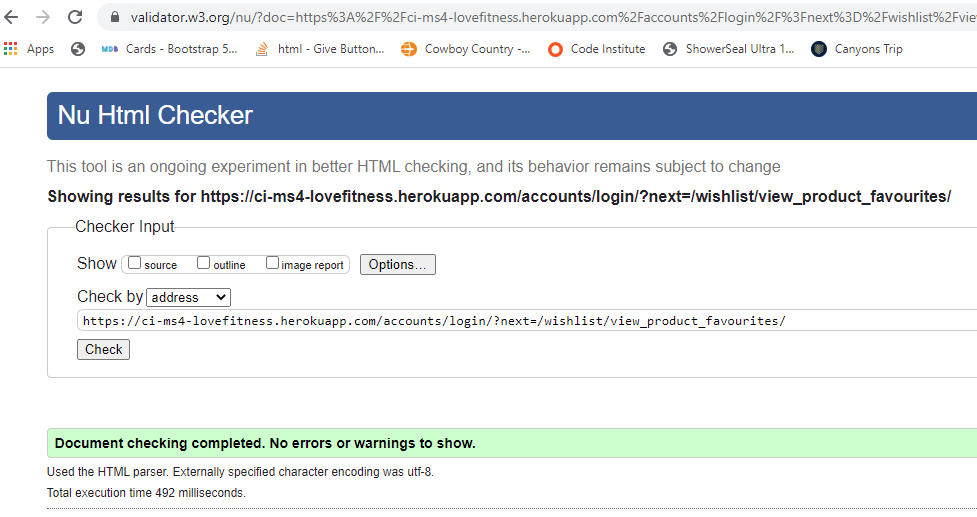 validator.w3.org/nu/?doc=https%3A%2F%2Fci-ms4-lovefitness.herokuapp.com%2Faccounts%2Flogin%2F%3Fnext%3D%2Fwishlist%2Fvie
Apps MDB Cards - Bootstrap 5... html - Give Button... Cowboy Country -... Code Institute ShowerSeal Ultra 1... Canyons Trip
Nu Html Checker
This tool is an ongoing experiment in better HTML checking, and its behavior remains subject to change
Showing results for https://ci-ms4-lovefitness.herokuapp.com/accounts/login/?next=/wishlist/view_product_favourites/
Checker Input
Show source outline image report Options...
Check by address
https://ci-ms4-lovefitness.herokuapp.com/accounts/login/?next=/wishlist/view_product_favourites/
Check
Document checking completed. No errors or warnings to show.
Used the HTML parser. Externally specified character encoding was utf-8.
Total execution time 492 milliseconds.